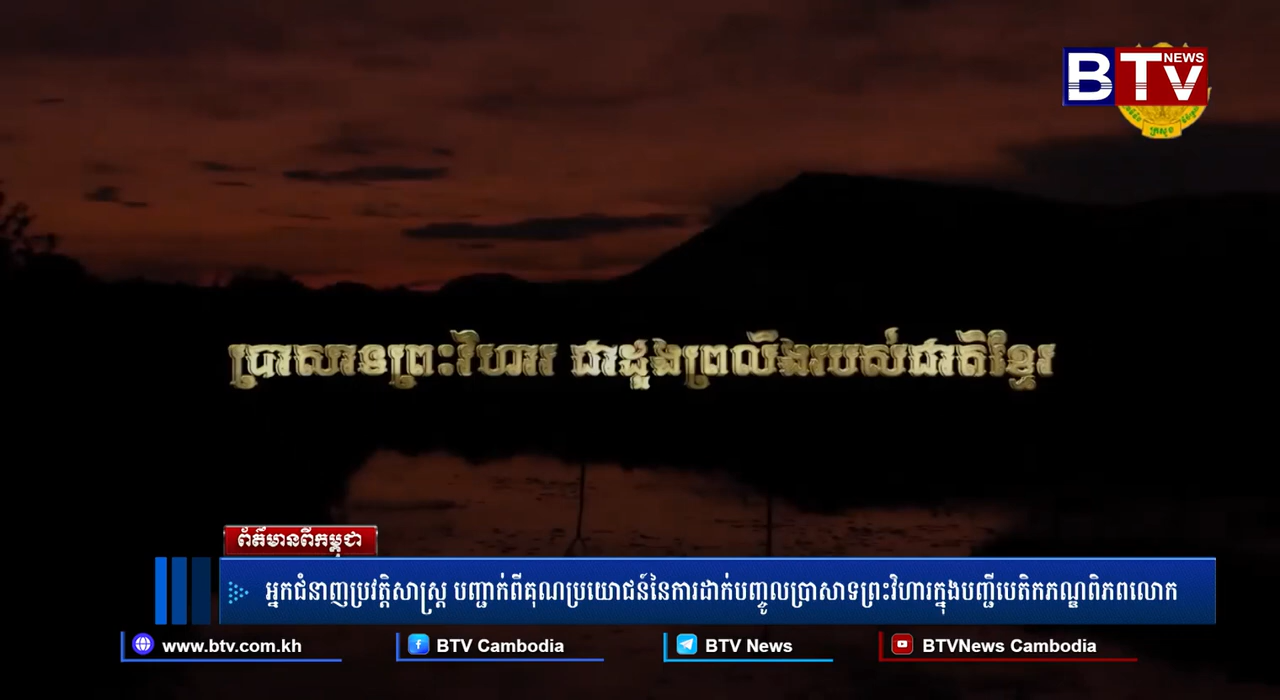 BTV NEWS
ប្រាសាទព្រះវិហារ ជាដួងព្រលឹងរបស់ជាតិខ្មែរ
ព័ត៌មានពីកម្ពុជា
អ្នកជំនាញប្រវត្តិសាស្ត្រ បញ្ជាក់ពីគុណប្រយោជន៍នៃការដាក់បញ្ចូលប្រាសាទព្រះវិហារក្នុងបញ្ជីបេតិកភណ្ឌពិភពលោក
www.btv.com.kh BTV Cambodia BTV News BTVNews Cambodia